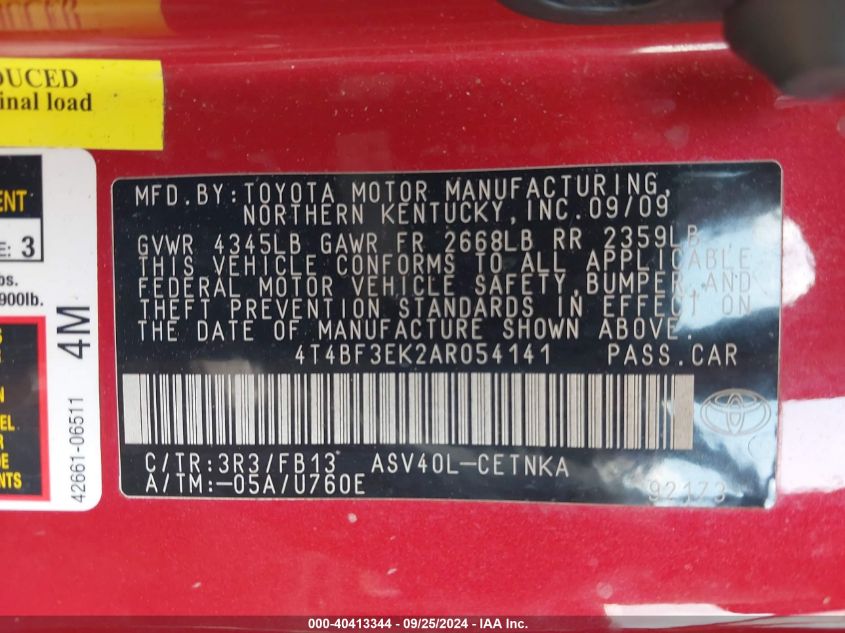 DUCED
inal load
ENT
E: 3
bs.
900lb.
4M
42661-06511
EL
DE
ENTS
MFD.BY:TOYOTA MOTOR MANUFACTURING,
NORTHERN KENTUCKY,INC.09/09
GVWR 4345LB GAWR FR 2668LB RR 2359LB
THIS VEHICLE CONFORMS TO ALL APPLICABLE
FEDERAL MOTOR VEHICLE SAFETY,BUMPER,AND
THEFT PREVENTION STANDARDS IN EFFECT ON
THE DATE OF MANUFACTURE SHOWN ABOVE.
4T4BF3EK2AR054141 PASS.CAR
C/TR:3R3/FB13 ASV40L-CETNKA
A/TM:-05A/U760E
92173
000-40413344 - 09/25/2024 - IAA Inc.